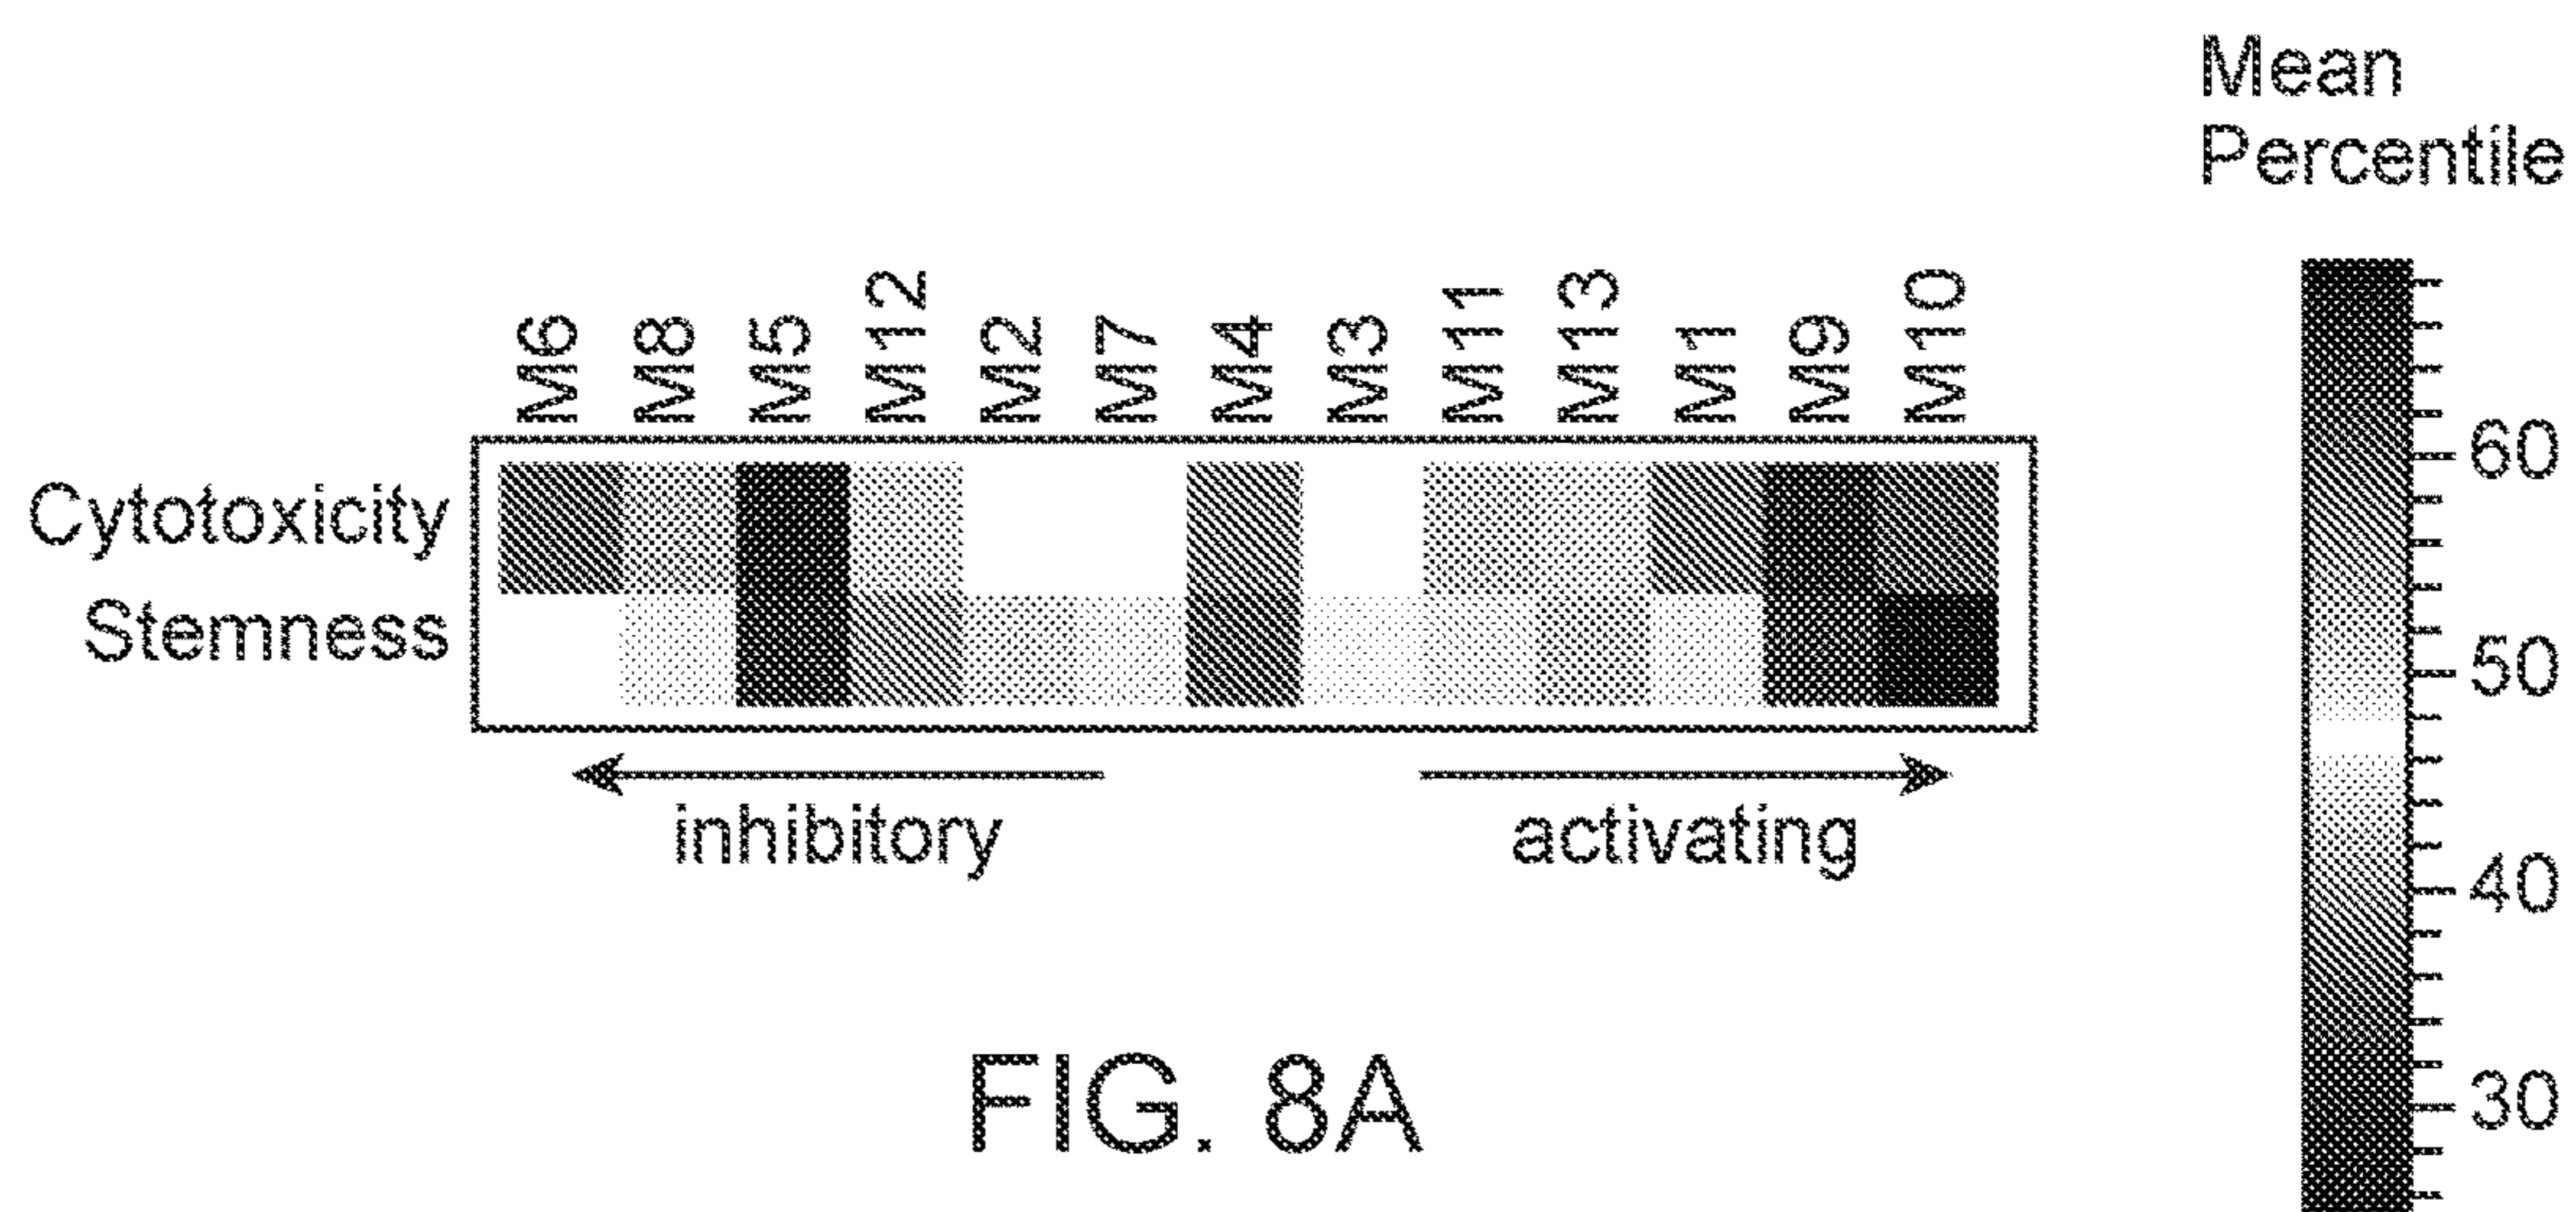 Mean
Percentile
M6 M8 M5 M12 M2 M7 M4 M3 M11 M13 M1 M9 M10
Cytotoxicity
Stemness
inhibitory activating
60
50
40
30
FIG. 8A